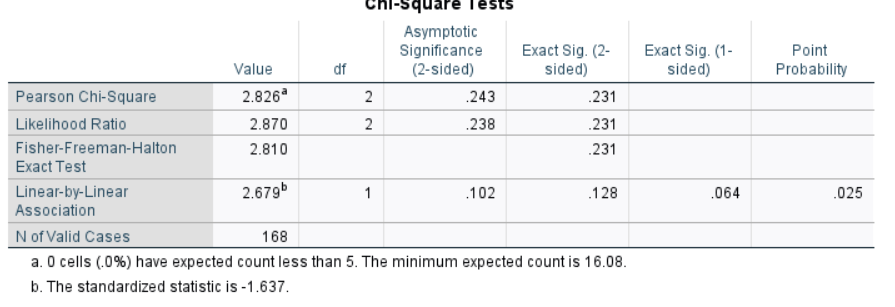 Chi-Square Tests
Asymptotic
Significance
(2-sided)
Value
df
Exact Sig. (2-
sided)
Exact Sig. (1-
sided)
Point
Probability
Pearson Chi-Square 2.826ᵃ 2 .243 .231
Likelihood Ratio 2.870 2 .238 .231
Fisher-Freeman-Halton 2.810 .231
Exact Test
Linear-by-Linear 2.679ᵇ 1 .102 .128 .064 .025
Association
N of Valid Cases 168
a. 0 cells (.0%) have expected count less than 5. The minimum expected count is 16.08.
b. The standardized statistic is -1.637.